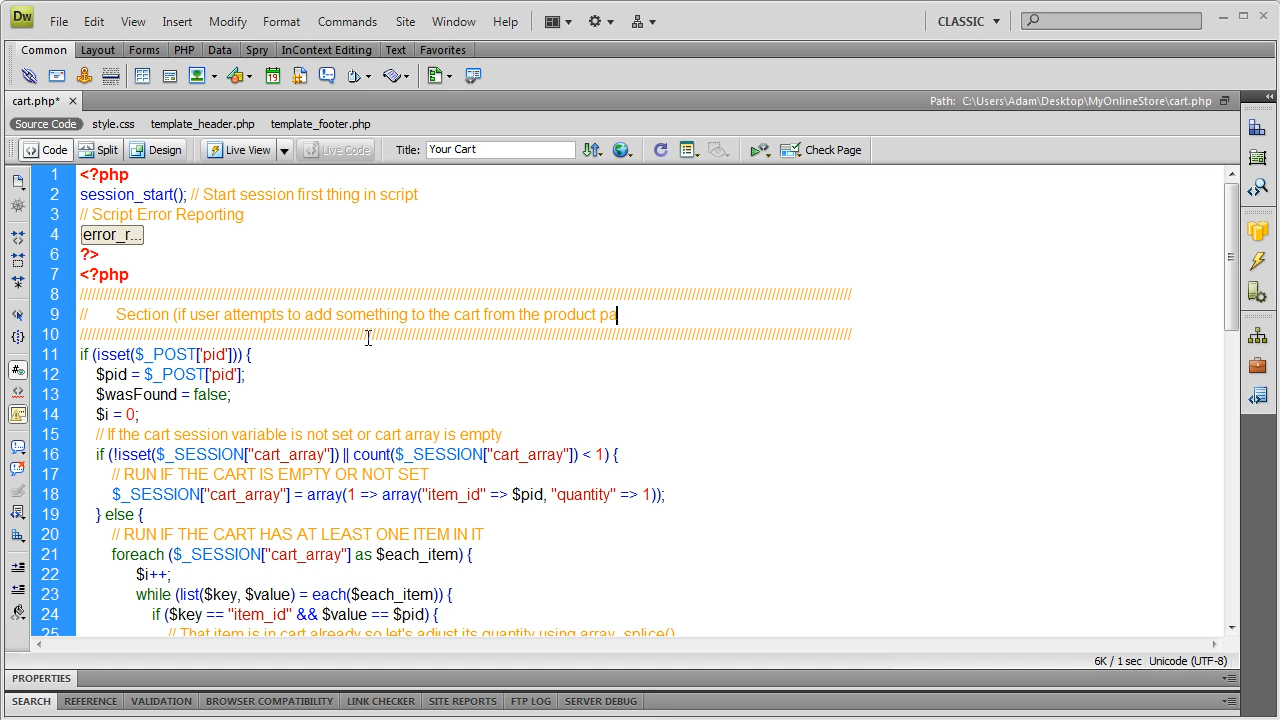 Dw File Edit View Insert Modify Format Commands Site Window Help CLASSIC
Common Layout Forms PHP Data Spry InContext Editing Text Favorites
cart.php* Path: C:\Users\Adam\Desktop\MyOnlineStore\cart.php
Source Code style.css template_header.php template_footer.php
Code Split Design Live View Live Code Title: Your Cart Check Page
1 <?php
2 session_start(); // Start session first thing in script
3 // Script Error Reporting
4 error_r...
6 ?>
7 <?php
8
9 // Section (if user attempts to add something to the cart from the product pa
10
11 if (isset($_POST['pid'])) {
12 $pid = $_POST['pid'];
13 $wasFound = false;
14 $i = 0;
15 // If the cart session variable is not set or cart array is empty
16 if (!isset($_SESSION["cart_array"]) || count($_SESSION["cart_array"]) < 1) {
17 // RUN IF THE CART IS EMPTY OR NOT SET
18 $_SESSION["cart_array"] = array(1 => array("item_id" => $pid, "quantity" => 1));
19 } else {
20 // RUN IF THE CART HAS AT LEAST ONE ITEM IN IT
21 foreach ($_SESSION["cart_array"] as $each_item) {
22 $i++;
23 while (list($key, $value) = each($each_item)) {
24 if ($key == "item_id" && $value == $pid) {
25 // That item is in cart already so let's adjust its quantity using array_splice()
6K / 1 sec Unicode (UTF-8)
PROPERTIES
SEARCH REFERENCE VALIDATION BROWSER COMPATIBILITY LINK CHECKER SITE REPORTS FTP LOG SERVER DEBUG